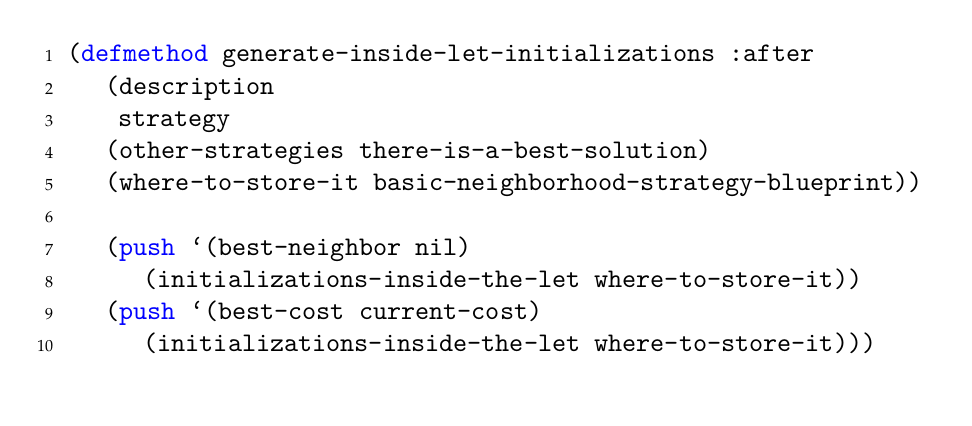 1 (defmethod generate-inside-let-initializations :after
2 (description
3 strategy
4 (other-strategies there-is-a-best-solution)
5 (where-to-store-it basic-neighborhood-strategy-blueprint))
6
7 (push ‘(best-neighbor nil)
8 (initializations-inside-the-let where-to-store-it))
9 (push ‘(best-cost current-cost)
10 (initializations-inside-the-let where-to-store-it)))